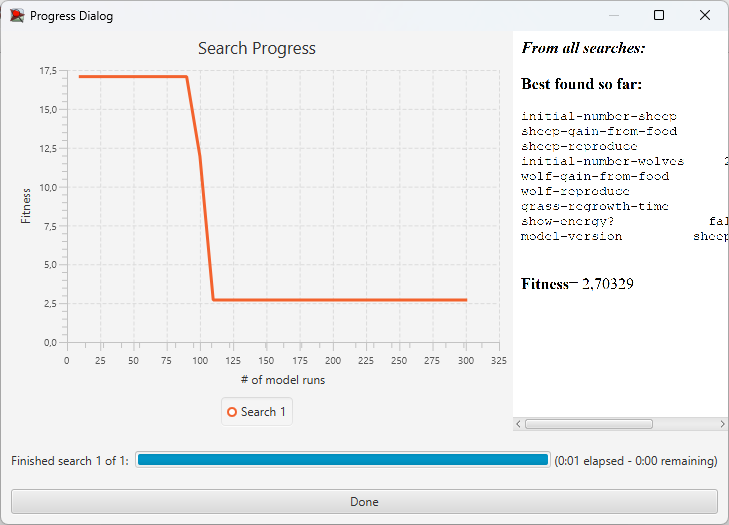 Progress Dialog
Search Progress
17,5
15,0
12,5
10,0
7,5
5,0
2,5
0,0
Fitness
0 25 50 75 100 125 150 175 200 225 250 275 300 325
# of model runs
Search 1
From all searches:
Best found so far:
initial-number-sheep
sheep-gain-from-food
sheep-reproduce
initial-number-wolves 2
wolf-gain-from-food
wolf-reproduce
grass-regrowth-time
show-energy? fal
model-version sheep
Fitness= 2,70329
Finished search 1 of 1: (0:01 elapsed - 0:00 remaining)
Done